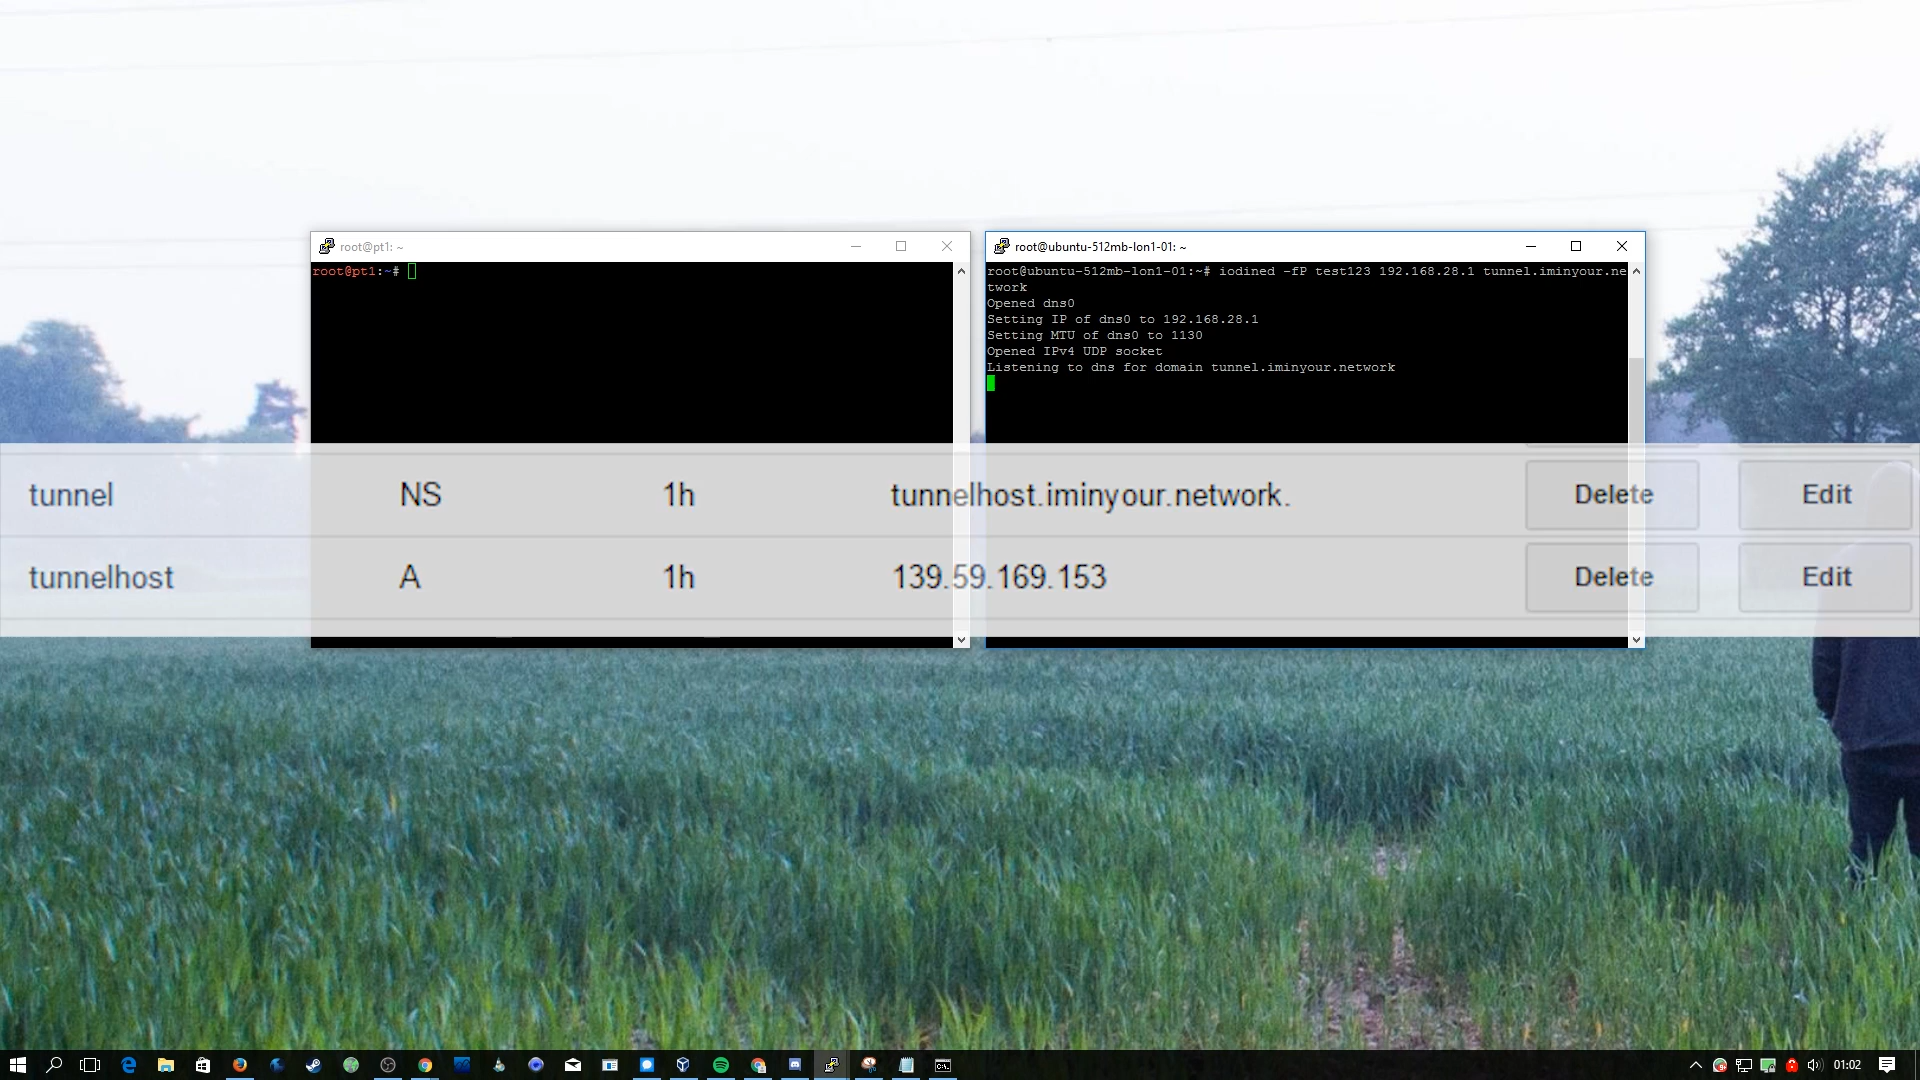 root@pt1: ~
root@pt1:~#
root@ubuntu-512mb-lon1-01: ~
root@ubuntu-512mb-lon1-01:~# iodined -fP test123 192.168.28.1 tunnel.iminyour.ne
twork
Opened dns0
Setting IP of dns0 to 192.168.28.1
Setting MTU of dns0 to 1130
Opened IPv4 UDP socket
Listening to dns for domain tunnel.iminyour.network
tunnel NS 1h tunnelhost.iminyour.network. Delete Edit
tunnelhost A 1h 139.59.169.153 Delete Edit
01:02